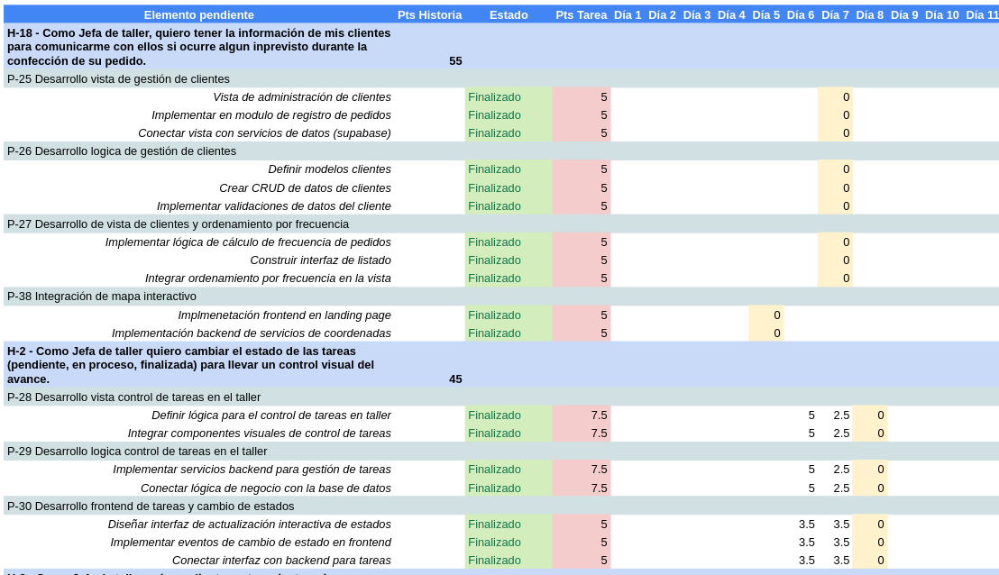 Elemento pendiente Pts Historia Estado Pts Tarea Día 1 Día 2 Día 3 Día 4 Día 5 Día 6 Día 7 Día 8 Día 9 Día 10 Día 11
H-18 - Como Jefa de taller, quiero tener la información de mis clientes
para comunicarme con ellos si ocurre algun inprevisto durante la
confección de su pedido. 55
P-25 Desarrollo vista de gestión de clientes
Vista de administración de clientes Finalizado 5 0
Implementar en modulo de registro de pedidos Finalizado 5 0
Conectar vista con servicios de datos (supabase) Finalizado 5 0
P-26 Desarrollo logica de gestión de clientes
Definir modelos clientes Finalizado 5 0
Crear CRUD de datos de clientes Finalizado 5 0
Implementar validaciones de datos del cliente Finalizado 5 0
P-27 Desarrollo de vista de clientes y ordenamiento por frecuencia
Implementar lógica de cálculo de frecuencia de pedidos Finalizado 5 0
Construir interfaz de listado Finalizado 5 0
Integrar ordenamiento por frecuencia en la vista Finalizado 5 0
P-38 Integración de mapa interactivo
Implmenetación frontend en landing page Finalizado 5 0
Implementación backend de servicios de coordenadas Finalizado 5 0
H-2 - Como Jefa de taller quiero cambiar el estado de las tareas
(pendiente, en proceso, finalizada) para llevar un control visual del
avance. 45
P-28 Desarrollo vista control de tareas en el taller
Definir lógica para el control de tareas en taller Finalizado 7.5 5 2.5 0
Integrar componentes visuales de control de tareas Finalizado 7.5 5 2.5 0
P-29 Desarrollo logica control de tareas en el taller
Implementar servicios backend para gestión de tareas Finalizado 7.5 5 2.5 0
Conectar lógica de negocio con la base de datos Finalizado 7.5 5 2.5 0
P-30 Desarrollo frontend de tareas y cambio de estados
Diseñar interfaz de actualización interactiva de estados Finalizado 5 3.5 3.5 0
Implementar eventos de cambio de estado en frontend Finalizado 5 3.5 3.5 0
Conectar interfaz con backend para tareas Finalizado 5 3.5 3.5 0